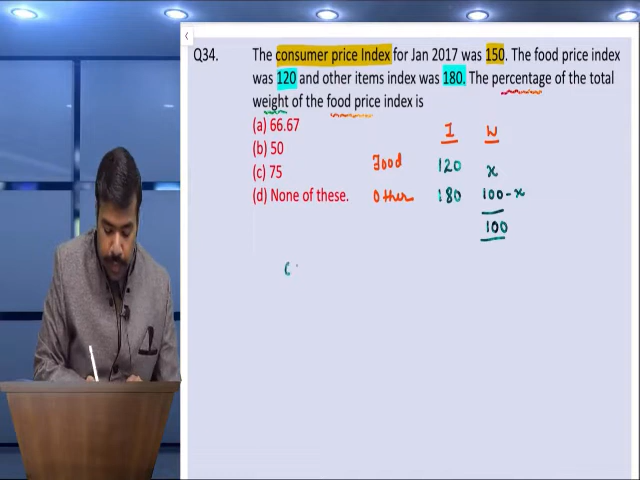 Q34. The consumer price Index for Jan 2017 was 150. The food price index
was 120 and other items index was 180. The percentage of the total
weight of the food price index is
(a) 66.67
(b) 50
(c) 75
(d) None of these.
I W
Food 120 x
Other 180 100-x
100
C